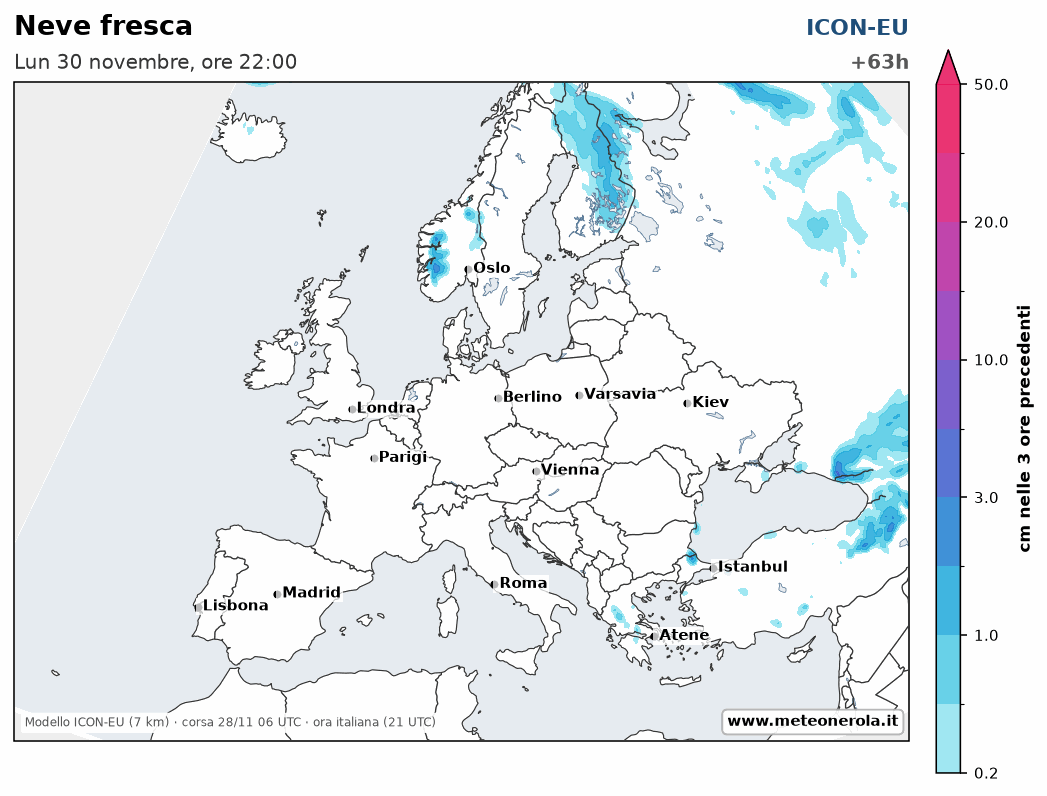 Neve fresca
ICON-EU
Lun 30 novembre, ore 22:00
+63h
50.0
20.0
10.0
3.0
1.0
0.2
cm nelle 3 ore precedenti
Oslo
Londra
Berlino
Varsavia
Kiev
Parigi
Vienna
Istanbul
Roma
Madrid
Lisbona
Atene
Modello ICON-EU (7 km) · corsa 28/11 06 UTC · ora italiana (21 UTC)
www.meteonerola.it